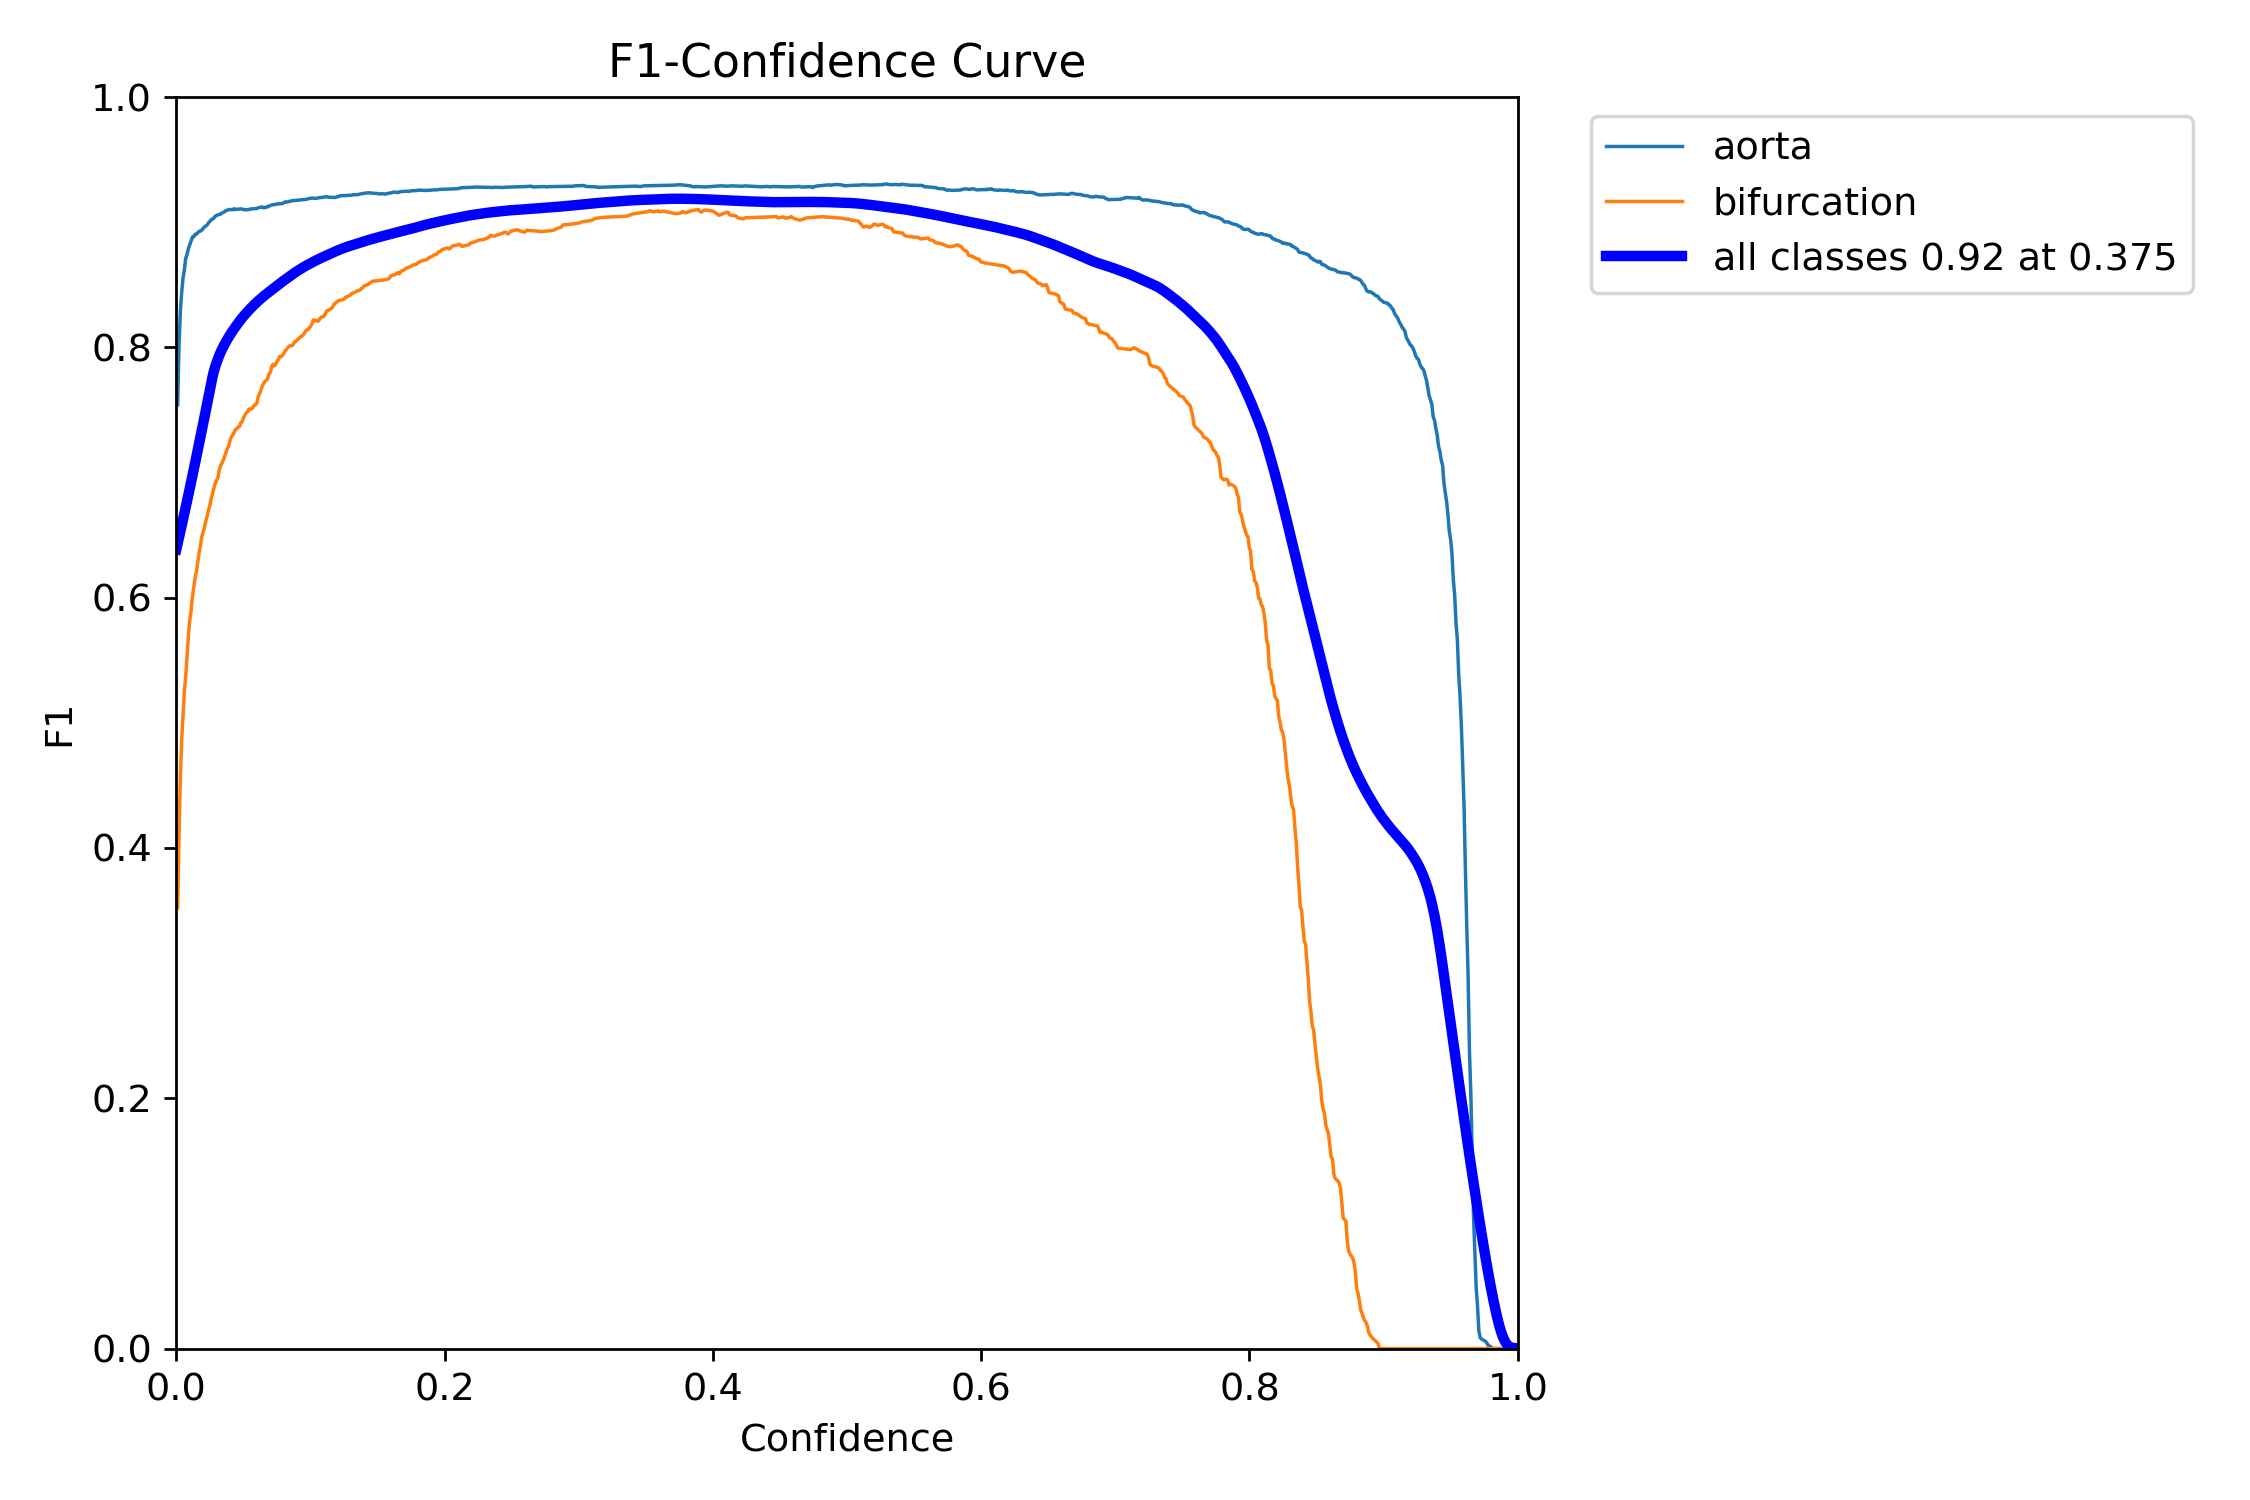 F1-Confidence Curve
1.0
0.8
0.6
0.4
0.2
0.0
F1
0.0 0.2 0.4 0.6 0.8 1.0
Confidence
aorta
bifurcation
all classes 0.92 at 0.375